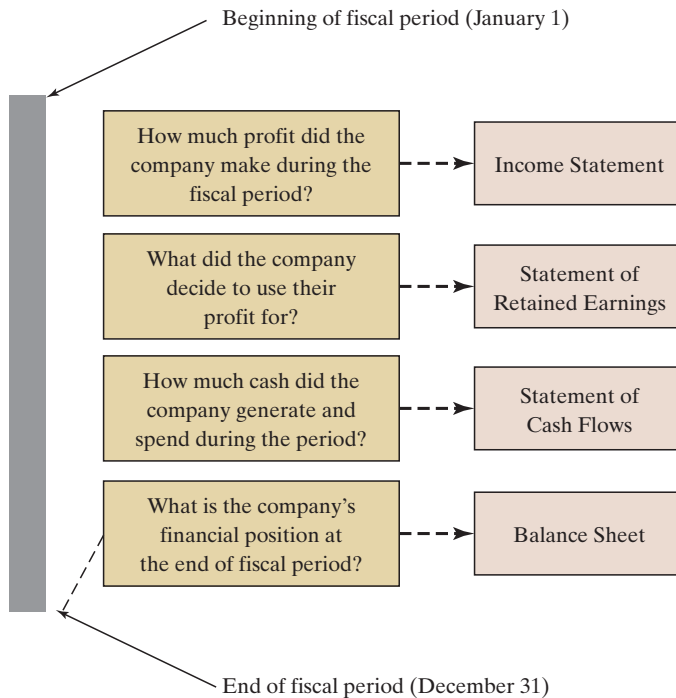 Beginning of fiscal period (January 1)
How much profit did the
company make during the
fiscal period?
Income Statement
What did the company
decide to use their
profit for?
Statement of
Retained Earnings
How much cash did the
company generate and
spend during the period?
Statement of
Cash Flows
What is the company’s
financial position at
the end of fiscal period?
Balance Sheet
End of fiscal period (December 31)